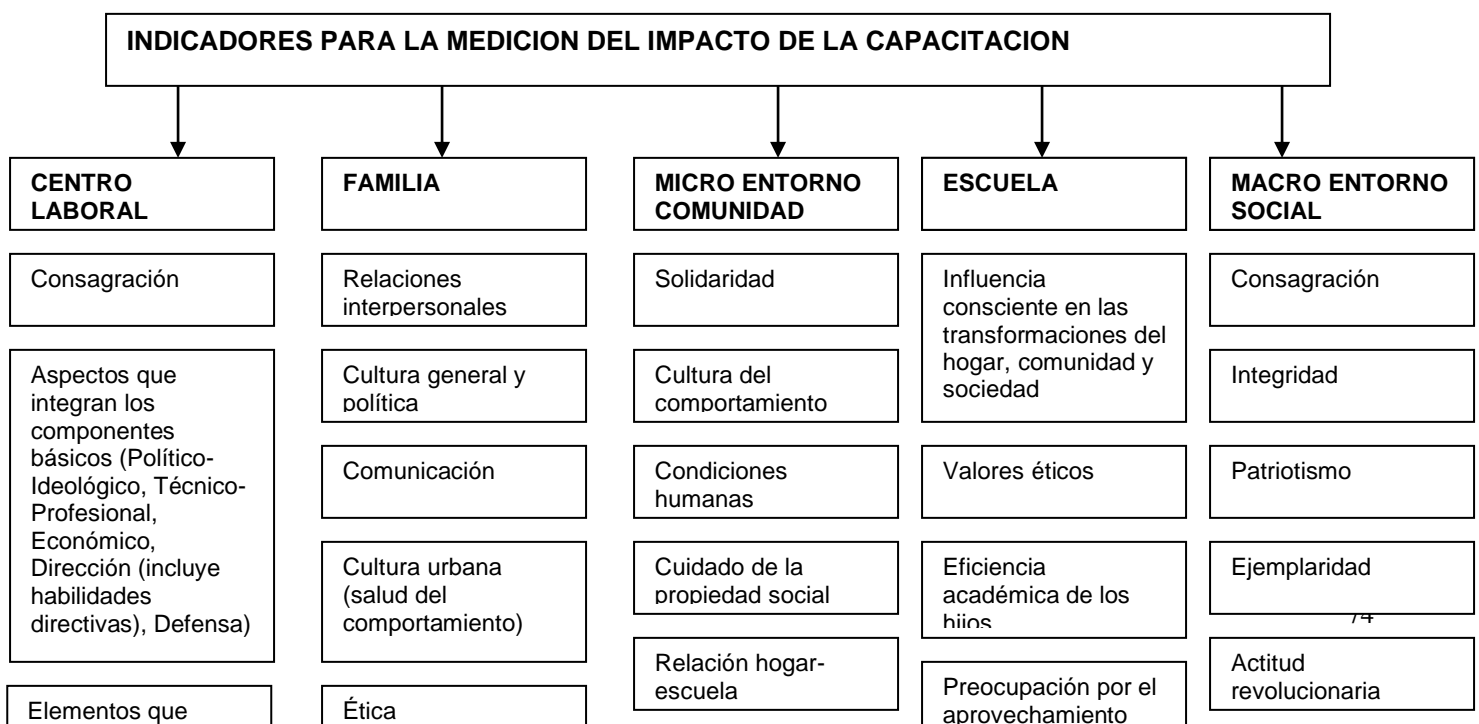 INDICADORES PARA LA MEDICION DEL IMPACTO DE LA CAPACITACION
CENTRO
LABORAL
Consagración
Aspectos que
integran los
componentes
básicos (Político-
Ideológico, Técnico-
Profesional,
Económico,
Dirección (incluye
habilidades
directivas), Defensa)
Elementos que
FAMILIA
Relaciones
interpersonales
Cultura general y
política
Comunicación
Cultura urbana
(salud del
comportamiento)
Ética
MICRO ENTORNO
COMUNIDAD
Solidaridad
Cultura del
comportamiento
Condiciones
humanas
Cuidado de la
propiedad social
Relación hogar-
escuela
ESCUELA
Influencia
consciente en las
transformaciones del
hogar, comunidad y
sociedad
Valores éticos
Eficiencia
académica de los
hijos
Preocupación por el
aprovechamiento
MACRO ENTORNO
SOCIAL
Consagración
Integridad
Patriotismo
Ejemplaridad
Actitud
revolucionaria